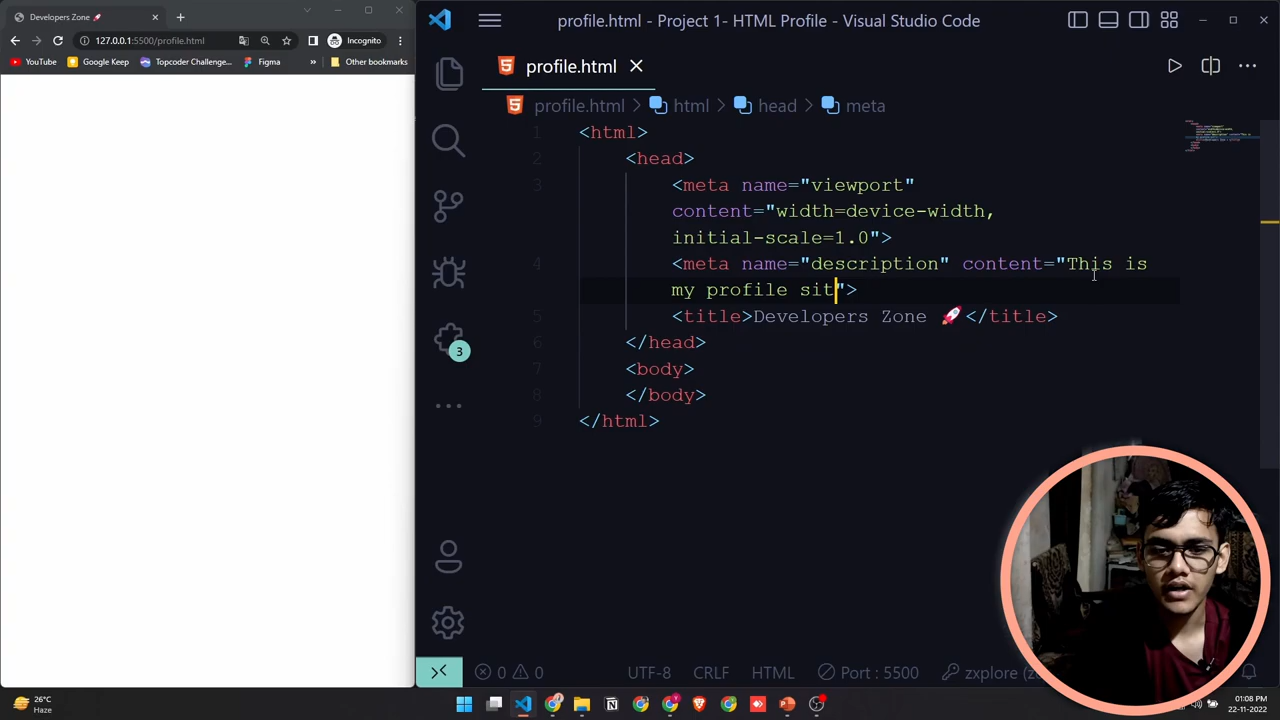 Developers Zone 🚀
profile.html - Project 1- HTML Profile - Visual Studio Code
127.0.0.1:5500/profile.html
Incognito
YouTube
Google Keep
Topcoder Challenge...
Figma
»
Other bookmarks
profile.html
profile.html > html > head > meta
1 <html>
2 <head>
3 <meta name="viewport"
content="width=device-width,
initial-scale=1.0">
4 <meta name="description" content="This is
my profile sit">
5 <title>Developers Zone 🚀</title>
6 </head>
7 <body>
8 </body>
9 </html>
3
0 0
UTF-8
CRLF
HTML
Port : 5500
26°C
Haze
01:08 PM
22-11-2022